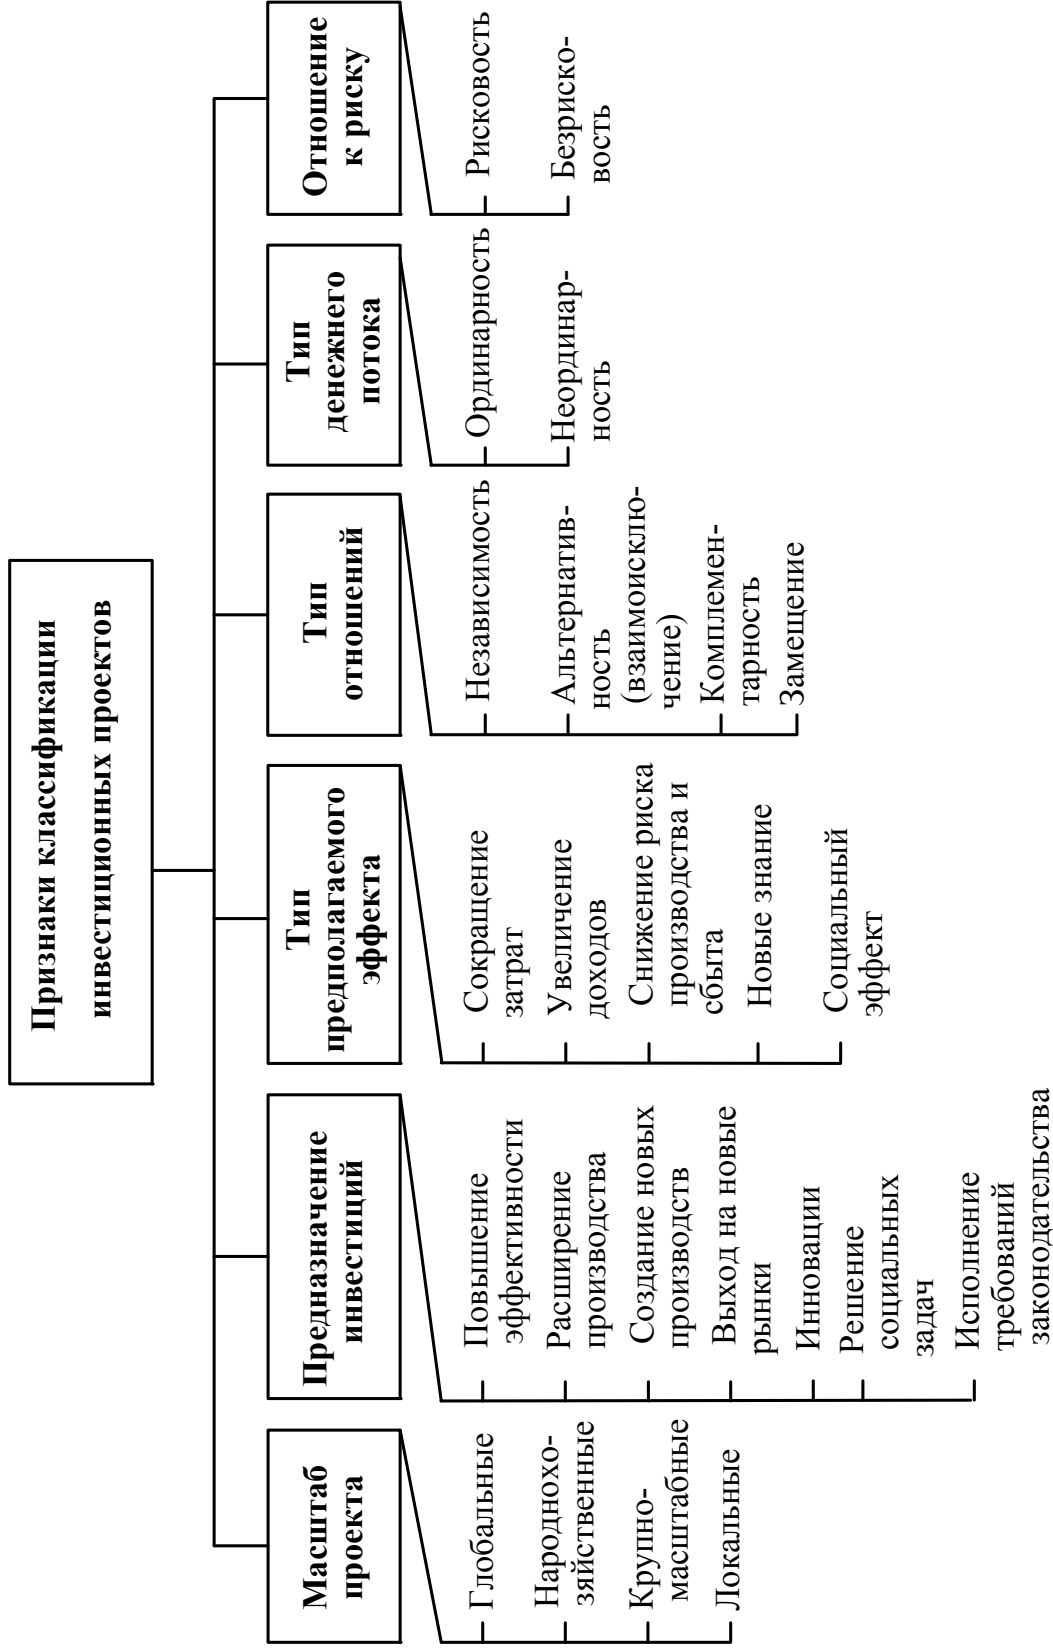 Признаки классификации
инвестиционных проектов
Масштаб
проекта
Глобальные
Народнохо-
зяйственные
Крупно-
масштабные
Локальные
Предназначение
инвестиций
Повышение
эффективности
Расширение
производства
Создание новых
производств
Выход на новые
рынки
Инновации
Решение
социальных
задач
Исполнение
требований
законодательства
Тип
предполагаемого
эффекта
Сокращение
затрат
Увеличение
доходов
Снижение риска
производства и
сбыта
Новые знание
Социальный
эффект
Тип
отношений
Независимость
Альтернатив-
ность
(взаимоисклю-
чение)
Комплемен-
тарность
Замещение
Тип
денежнего
потока
Ординарность
Неординар-
ность
Отношение
к риску
Рисковость
Безриско-
вость